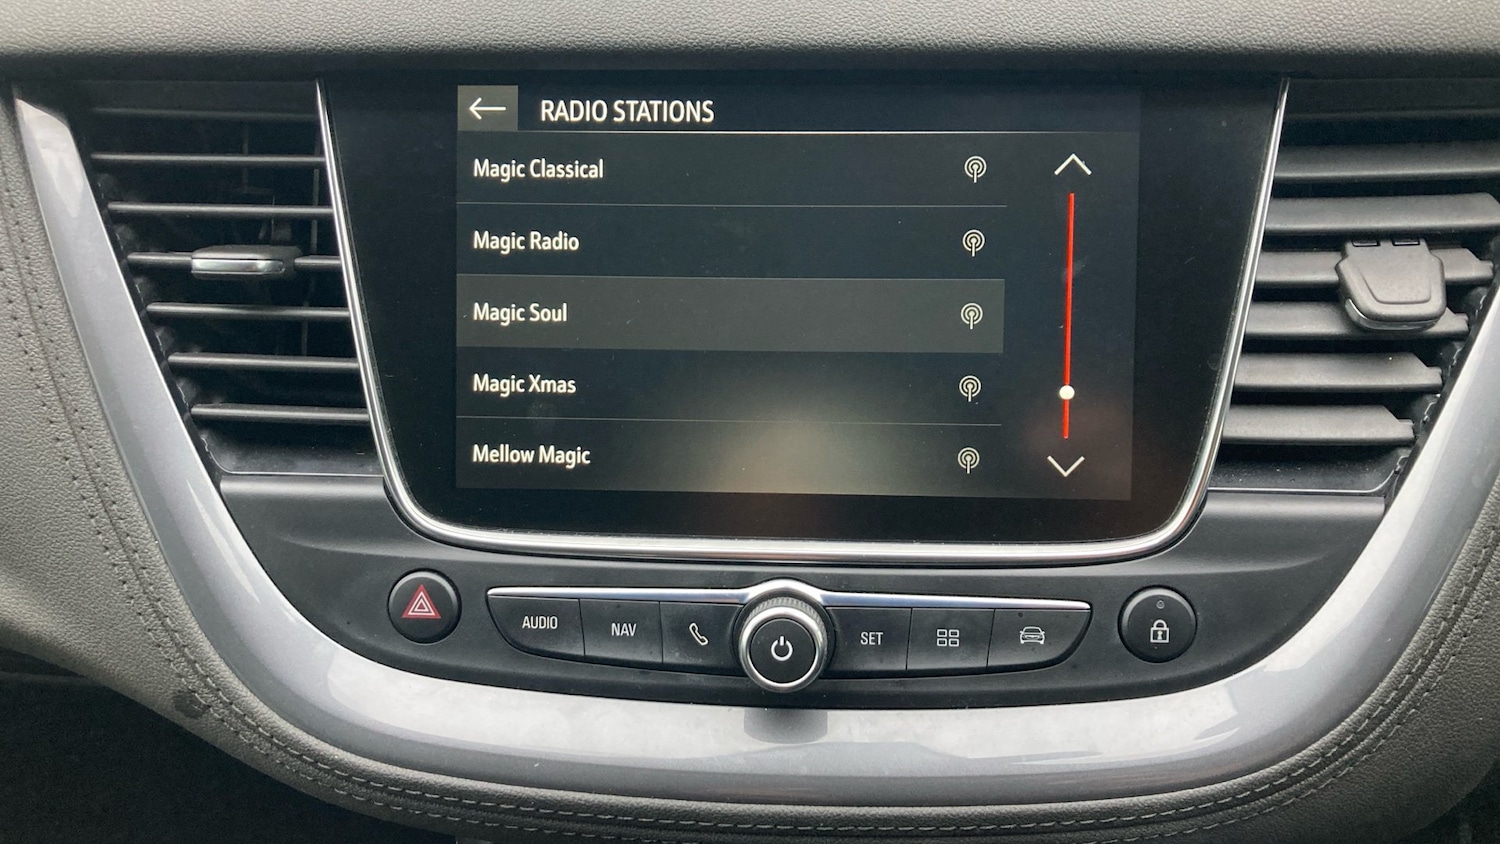 RADIO STATIONS
Magic Classical
Magic Radio
Magic Soul
Magic Xmas
Mellow Magic
AUDIO
NAV
SET